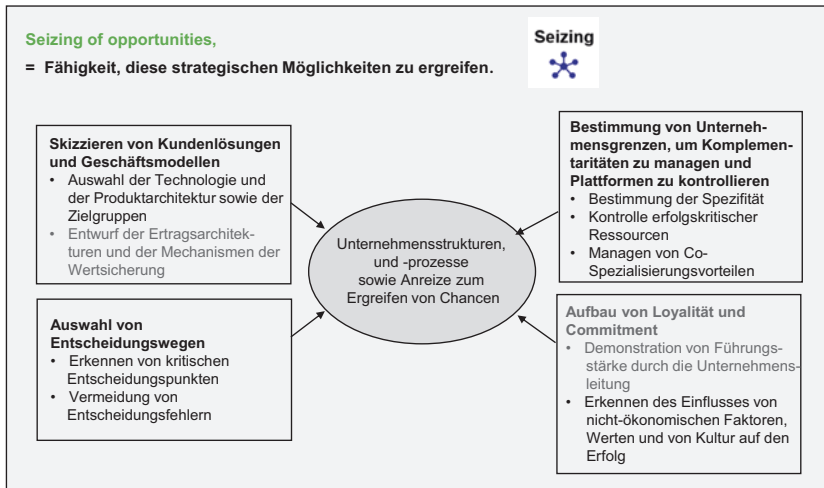 Seizing of opportunities,
= Fähigkeit, diese strategischen Möglichkeiten zu ergreifen.
Seizing
Skizzieren von Kundenlösungen
und Geschäftsmodellen
• Auswahl der Technologie und
der Produktarchitektur sowie der
Zielgruppen
• Entwurf der Ertragsarchitek-
turen und der Mechanismen der
Wertsicherung
Bestimmung von Unterneh-
mensgrenzen, um Komplemen-
taritäten zu managen und
Plattformen zu kontrollieren
• Bestimmung der Spezifität
• Kontrolle erfolgskritischer
Ressourcen
• Managen von Co-
Spezialisierungsvorteilen
Unternehmensstrukturen,
und -prozesse
sowie Anreize zum
Ergreifen von Chancen
Auswahl von
Entscheidungswegen
• Erkennen von kritischen
Entscheidungspunkten
• Vermeidung von
Entscheidungsfehlern
Aufbau von Loyalität und
Commitment
• Demonstration von Führungs-
stärke durch die Unternehmens-
leitung
• Erkennen des Einflusses von
nicht-ökonomischen Faktoren,
Werten und von Kultur auf den
Erfolg